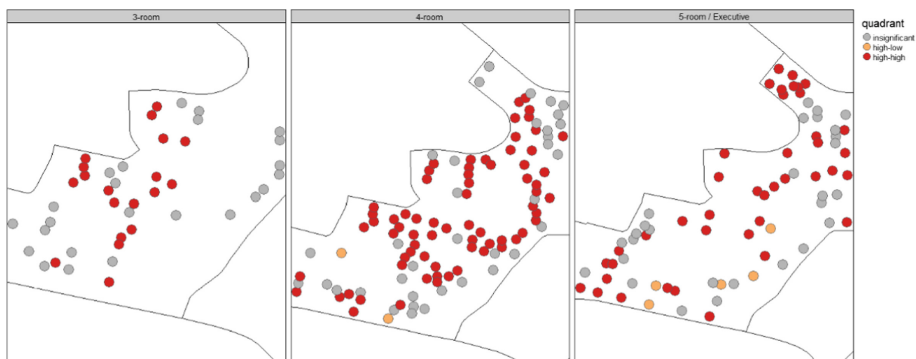 3-room
4-room
5-room / Executive
quadrant
insignificant
high-low
high-high